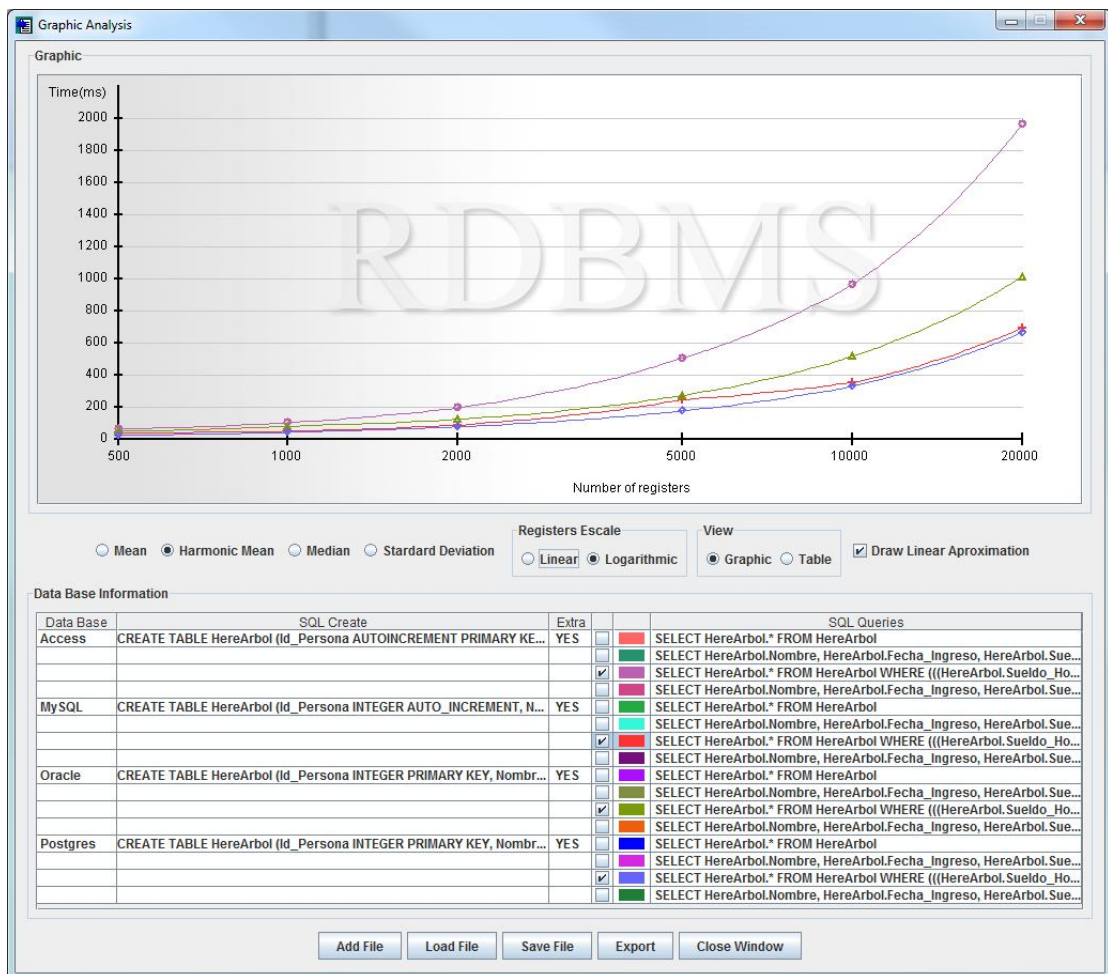 Graphic Analysis
Graphic
Time(ms)
2000
1800
1600
1400
1200
1000
800
600
400
200
0
RDBMS
500 1000 2000 5000 10000 20000
Number of registers
Mean Harmonic Mean Median Stardard Deviation
Registers Escale
Linear Logarithmic
View
Graphic Table
Draw Linear Aproximation
Data Base Information
Data Base SQL Create Extra SQL Queries
Access CREATE TABLE HereArbol (Id_Persona AUTOINCREMENT PRIMARY KE... YES SELECT HereArbol.* FROM HereArbol
SELECT HereArbol.Nombre, HereArbol.Fecha_Ingreso, HereArbol.Sue...
SELECT HereArbol.* FROM HereArbol WHERE (((HereArbol.Sueldo_Ho...
SELECT HereArbol.Nombre, HereArbol.Fecha_Ingreso, HereArbol.Sue...
MySQL CREATE TABLE HereArbol (Id_Persona INTEGER AUTO_INCREMENT, N... YES SELECT HereArbol.* FROM HereArbol
SELECT HereArbol.Nombre, HereArbol.Fecha_Ingreso, HereArbol.Sue...
SELECT HereArbol.* FROM HereArbol WHERE (((HereArbol.Sueldo_Ho...
SELECT HereArbol.Nombre, HereArbol.Fecha_Ingreso, HereArbol.Sue...
Oracle CREATE TABLE HereArbol (Id_Persona INTEGER PRIMARY KEY, Nombr... YES SELECT HereArbol.* FROM HereArbol
SELECT HereArbol.Nombre, HereArbol.Fecha_Ingreso, HereArbol.Sue...
SELECT HereArbol.* FROM HereArbol WHERE (((HereArbol.Sueldo_Ho...
SELECT HereArbol.Nombre, HereArbol.Fecha_Ingreso, HereArbol.Sue...
Postgres CREATE TABLE HereArbol (Id_Persona INTEGER PRIMARY KEY, Nombr... YES SELECT HereArbol.* FROM HereArbol
SELECT HereArbol.Nombre, HereArbol.Fecha_Ingreso, HereArbol.Sue...
SELECT HereArbol.* FROM HereArbol WHERE (((HereArbol.Sueldo_Ho...
SELECT HereArbol.Nombre, HereArbol.Fecha_Ingreso, HereArbol.Sue...
Add File Load File Save File Export Close Window